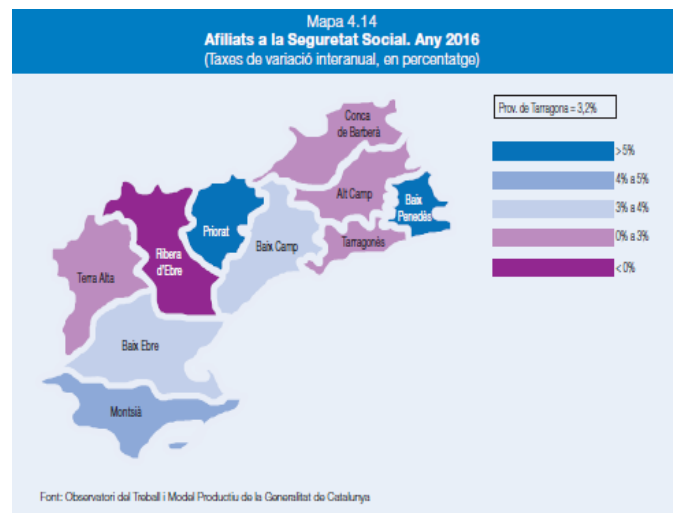 Mapa 4.14
Afiliats a la Seguretat Social. Any 2016
(Taxes de variació interanual, en percentatge)
Prov. de Tarragona = 3,2%
>5%
4% a 5%
3% a 4%
0% a 3%
<0%
Conca
de Barberà
Alt Camp
Baix
Penedès
Priorat
Tarragonès
Baix Camp
Ribera
d'Ebre
Terra Alta
Baix Ebre
Montsià
Font: Observatori del Treball i Model Productiu de la Generalitat de Catalunya